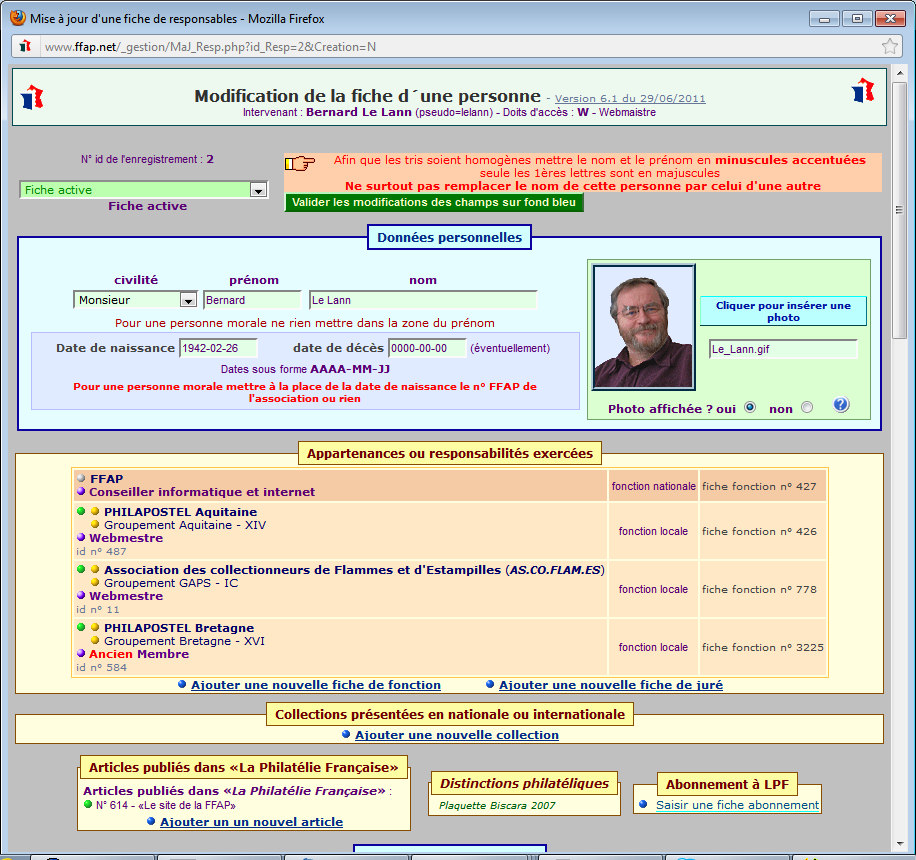 Mise à jour d'une fiche de responsables - Mozilla Firefox
www.ffap.net/_gestion/MaJ_Resp.php?id_Resp=2&Creation=N
Modification de la fiche d´une personne - Version 6.1 du 29/06/2011
Intervenant : Bernard Le Lann (pseudo=lelann) - Doits d'accès : W - Webmaistre
N° id de l'enregistrement : 2
Fiche active
Fiche active
Afin que les tris soient homogènes mettre le nom et le prénom en minuscules accentuées
seule les 1ères lettres sont en majuscules
Ne surtout pas remplacer le nom de cette personne par celui d'une autre
Valider les modifications des champs sur fond bleu
Données personnelles
civilité prénom nom
Monsieur Bernard Le Lann
Pour une personne morale ne rien mettre dans la zone du prénom
Date de naissance 1942-02-26 date de décès 0000-00-00 (éventuellement)
Dates sous forme AAAA-MM-JJ
Pour une personne morale mettre à la place de la date de naissance le n° FFAP de
l'association ou rien
Cliquer pour insérer une
photo
Le_Lann.gif
Photo affichée ? oui non ?
Appartenances ou responsabilités exercées
FFAP
Conseiller informatique et internet
fonction nationale fiche fonction n° 427
PHILAPOSTEL Aquitaine
Groupement Aquitaine - XIV
Webmestre
id n° 487
fonction locale fiche fonction n° 426
Association des collectionneurs de Flammes et d'Estampilles (AS.CO.FLAM.ES)
Groupement GAPS - IC
Webmestre
id n° 11
fonction locale fiche fonction n° 778
PHILAPOSTEL Bretagne
Groupement Bretagne - XVI
Ancien Membre
id n° 584
fonction locale fiche fonction n° 3225
Ajouter une nouvelle fiche de fonction Ajouter une nouvelle fiche de juré
Collections présentées en nationale ou internationale
Ajouter une nouvelle collection
Articles publiés dans «La Philatélie Française»
Articles publiés dans «La Philatélie Française» :
N° 614 - «Le site de la FFAP»
Ajouter un un nouvel article
Distinctions philatéliques
Plaquette Biscara 2007
Abonnement à LPF
Saisir une fiche abonnement